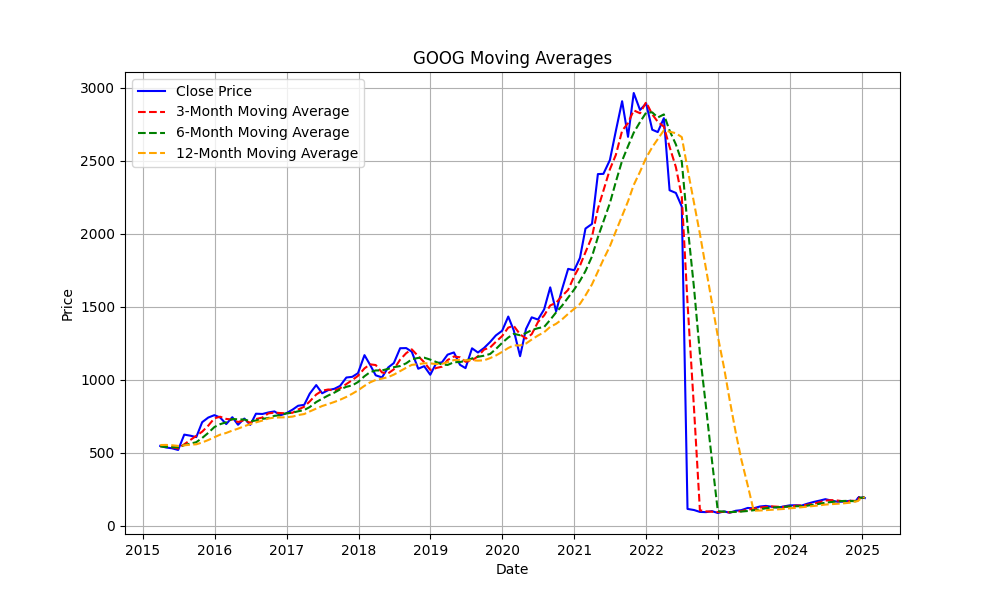 GOOG Moving Averages
Close Price
3-Month Moving Average
6-Month Moving Average
12-Month Moving Average
3000
2500
2000
1500
1000
500
0
Price
2015 2016 2017 2018 2019 2020 2021 2022 2023 2024 2025
Date